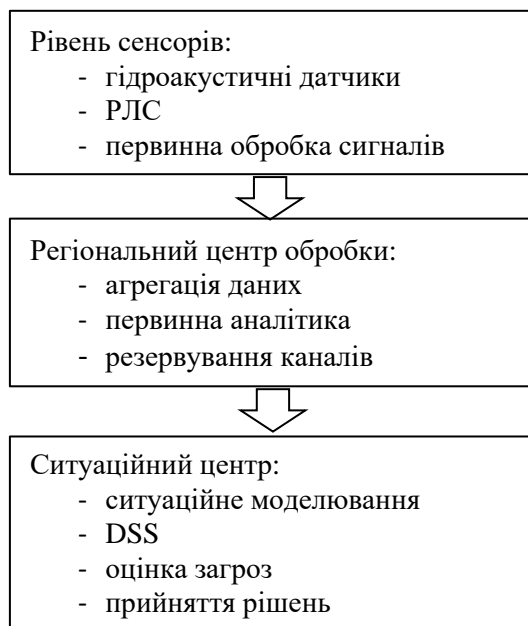 Рівень сенсорів:
- гідроакустичні датчики
- РЛС
- первинна обробка сигналів
Регіональний центр обробки:
- агрегація даних
- первинна аналітика
- резервування каналів
Ситуаційний центр:
- ситуаційне моделювання
- DSS
- оцінка загроз
- прийняття рішень